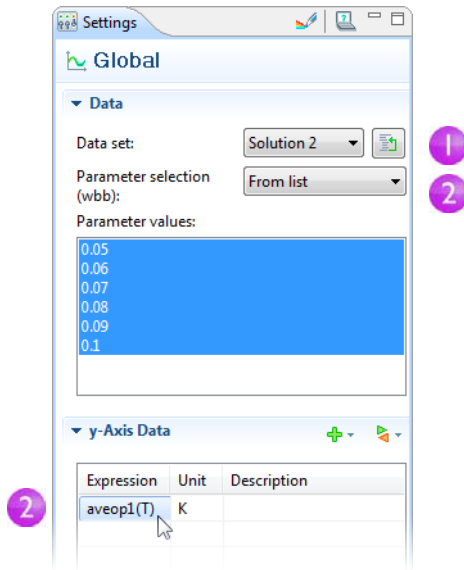 Settings
Global
Data
Data set: Solution 2
1
Parameter selection (wbb): From list
2
Parameter values:
0.05
0.06
0.07
0.08
0.09
0.1
y-Axis Data
Expression Unit Description
2
aveop1(T) K